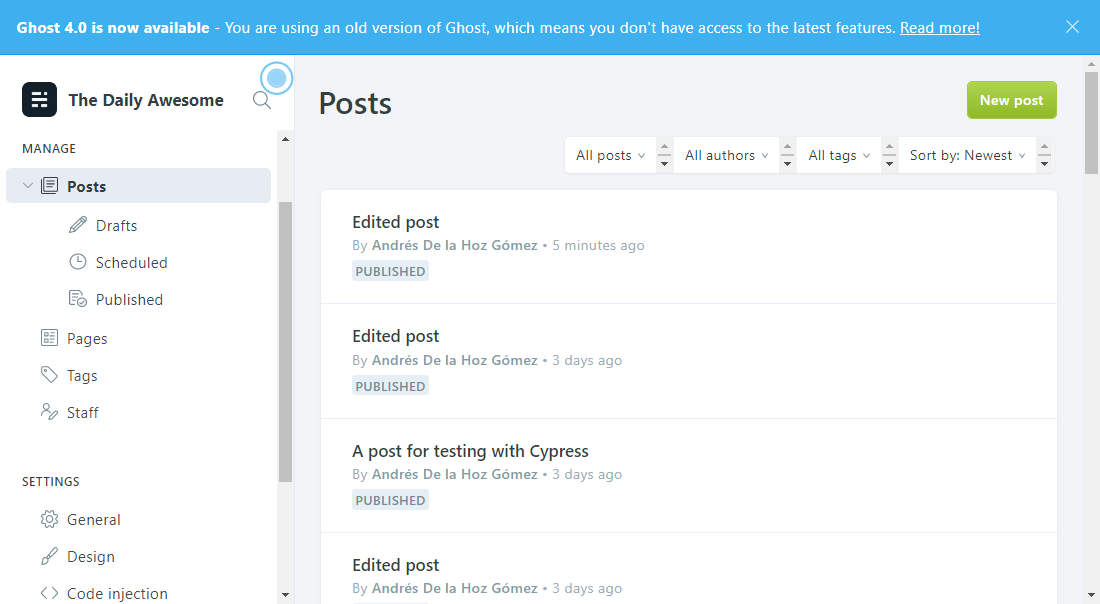 Ghost 4.0 is now available - You are using an old version of Ghost, which means you don't have access to the latest features. Read more!
The Daily Awesome
MANAGE
Posts
Drafts
Scheduled
Published
Pages
Tags
Staff
SETTINGS
General
Design
Code injection
Posts
New post
All posts
All authors
All tags
Sort by: Newest
Edited post
By Andrés De la Hoz Gómez • 5 minutes ago
PUBLISHED
Edited post
By Andrés De la Hoz Gómez • 3 days ago
PUBLISHED
A post for testing with Cypress
By Andrés De la Hoz Gómez • 3 days ago
PUBLISHED
Edited post
By Andrés De la Hoz Gómez • 3 days ago